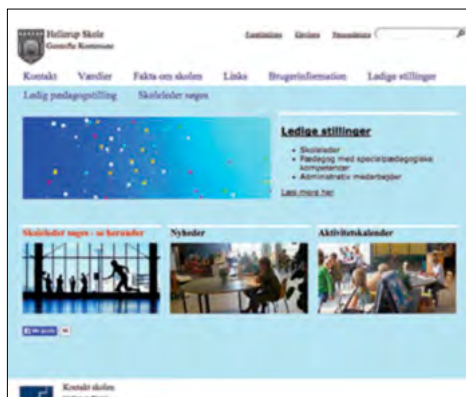 Hellerup Skole
Gentofte Kommune
Kontakt Værdier Fakta om skolen Links Brugerinformation Ledige stillinger
Ledig pædagogstilling Skoleleder søges
Ledige stillinger
• Skoleleder
• Pædagog med specialpædagogiske
kompetencer
• Administrativ medarbejder
Læs mere her
Skoleleder søges - se herunder Nyheder Aktivitetskalender
Kontakt skolen